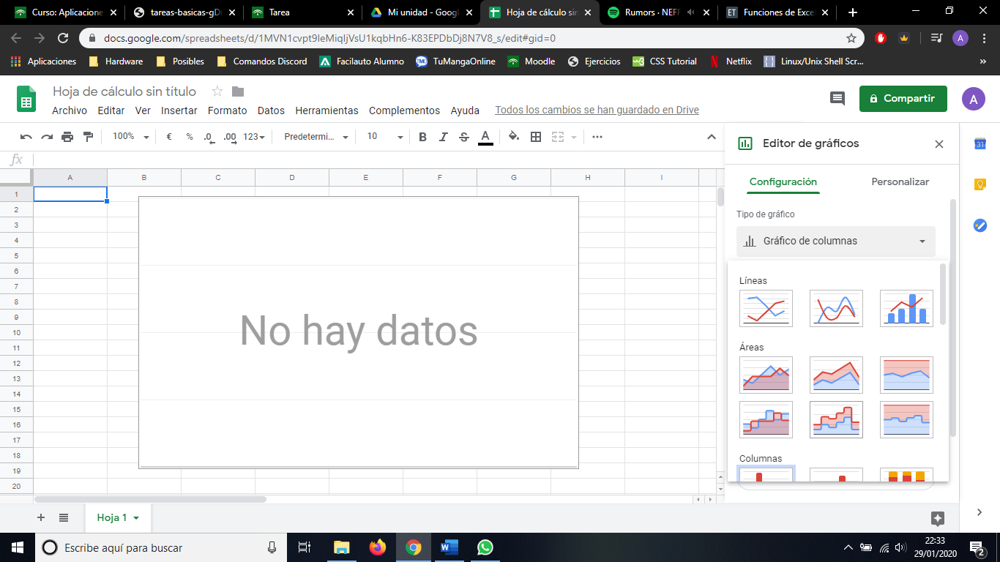 Curso: Aplicacione
tareas-basicas-gDr
Tarea
Mi unidad - Googl
Hoja de cálculo sin
Rumors · NEFF
Funciones de Exce
docs.google.com/spreadsheets/d/1MVN1cvpt9IeMiqIjVsU1kqbHn6-K83EPDbDj8N7V8_s/edit#gid=0
A
Aplicaciones
Hardware
Posibles
Comandos Discord
Facilauto Alumno
TuMangaOnline
Moodle
Ejercicios
CSS Tutorial
Netflix
Linux/Unix Shell Scr...
»
Hoja de cálculo sin título
Archivo Editar Ver Insertar Formato Datos Herramientas Complementos Ayuda Todos los cambios se han guardado en Drive
Compartir
A
100% € % .0 .00 123 Predetermi... 10 B I S A
Editor de gráficos
fx
A B C D E F G H I
1
2
3
4
5
6
7
8
9
10
11
12
13
14
15
16
17
18
19
20
No hay datos
Configuración Personalizar
Tipo de gráfico
Gráfico de columnas
Líneas
Áreas
Columnas
31
Hoja 1
Escribe aquí para buscar
22:33
29/01/2020
2